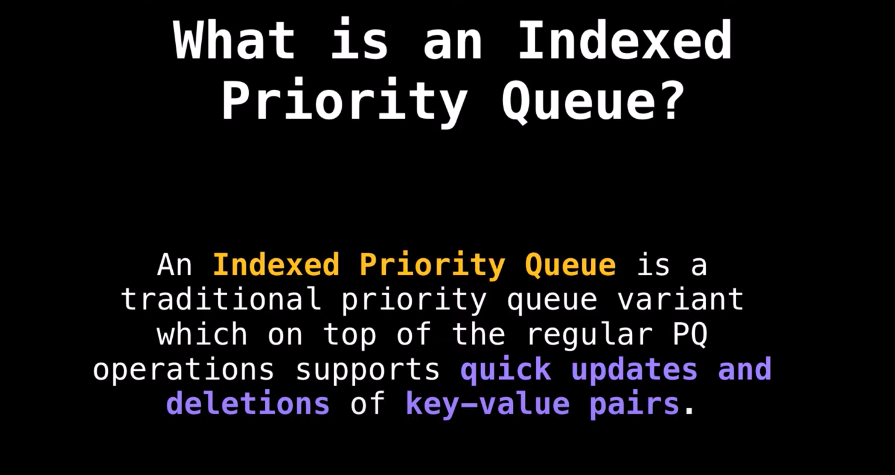 What is an Indexed
Priority Queue?
An Indexed Priority Queue is a
traditional priority queue variant
which on top of the regular PQ
operations supports quick updates and
deletions of key-value pairs.